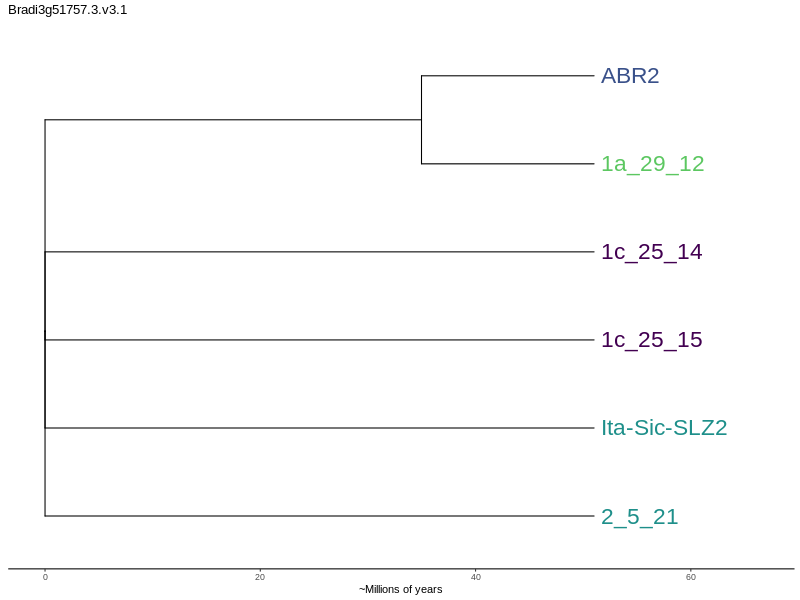 Bradi3g51757.3.v3.1
ABR2
1a_29_12
1c_25_14
1c_25_15
Ita-Sic-SLZ2
2_5_21
0 20 40 60
~Millions of years